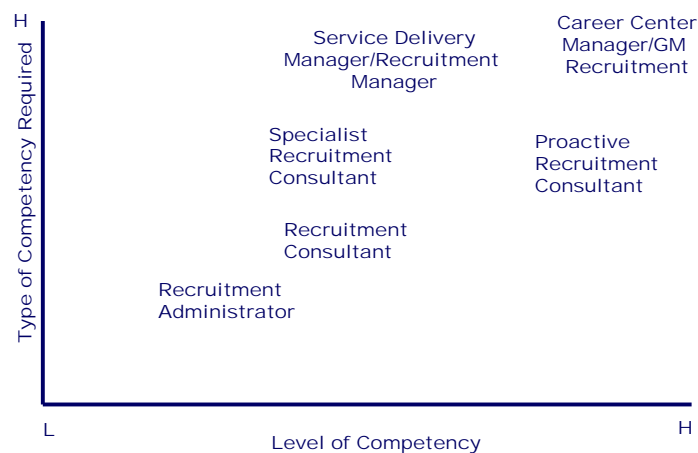 H
Career Center
Manager/GM
Recruitment
Service Delivery
Manager/Recruitment
Manager
Type of Competency Required
Specialist
Recruitment
Consultant
Proactive
Recruitment
Consultant
Recruitment
Consultant
Recruitment
Administrator
L
H
Level of Competency